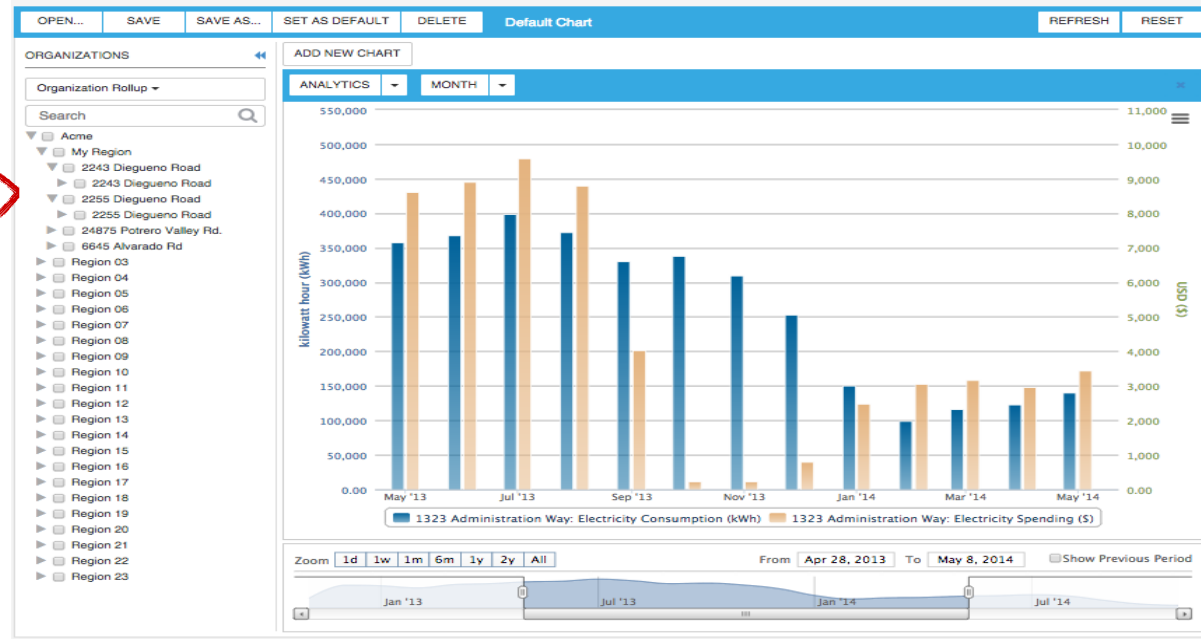 OPEN... SAVE SAVE AS... SET AS DEFAULT DELETE Default Chart REFRESH RESET
ORGANIZATIONS
Organization Rollup
Search
Acme
My Region
2243 Diegueno Road
2243 Diegueno Road
2255 Diegueno Road
2255 Diegueno Road
24875 Potrero Valley Rd.
6645 Alvarado Rd
Region 03
Region 04
Region 05
Region 06
Region 07
Region 08
Region 09
Region 10
Region 11
Region 12
Region 13
Region 14
Region 15
Region 16
Region 17
Region 18
Region 19
Region 20
Region 21
Region 22
Region 23
ADD NEW CHART
ANALYTICS MONTH
kilowatt hour (kWh)
550,000
500,000
450,000
400,000
350,000
300,000
250,000
200,000
150,000
100,000
50,000
0.00
11,000
10,000
9,000
8,000
7,000
6,000
5,000
4,000
3,000
2,000
1,000
0.00
USD ($)
May '13 Jul '13 Sep '13 Nov '13 Jan '14 Mar '14 May '14
1323 Administration Way: Electricity Consumption (kWh) 1323 Administration Way: Electricity Spending ($)
Zoom 1d 1w 1m 6m 1y 2y All From Apr 28, 2013 To May 8, 2014 Show Previous Period
Jan '13 Jul '13 Jan '14 Jul '14